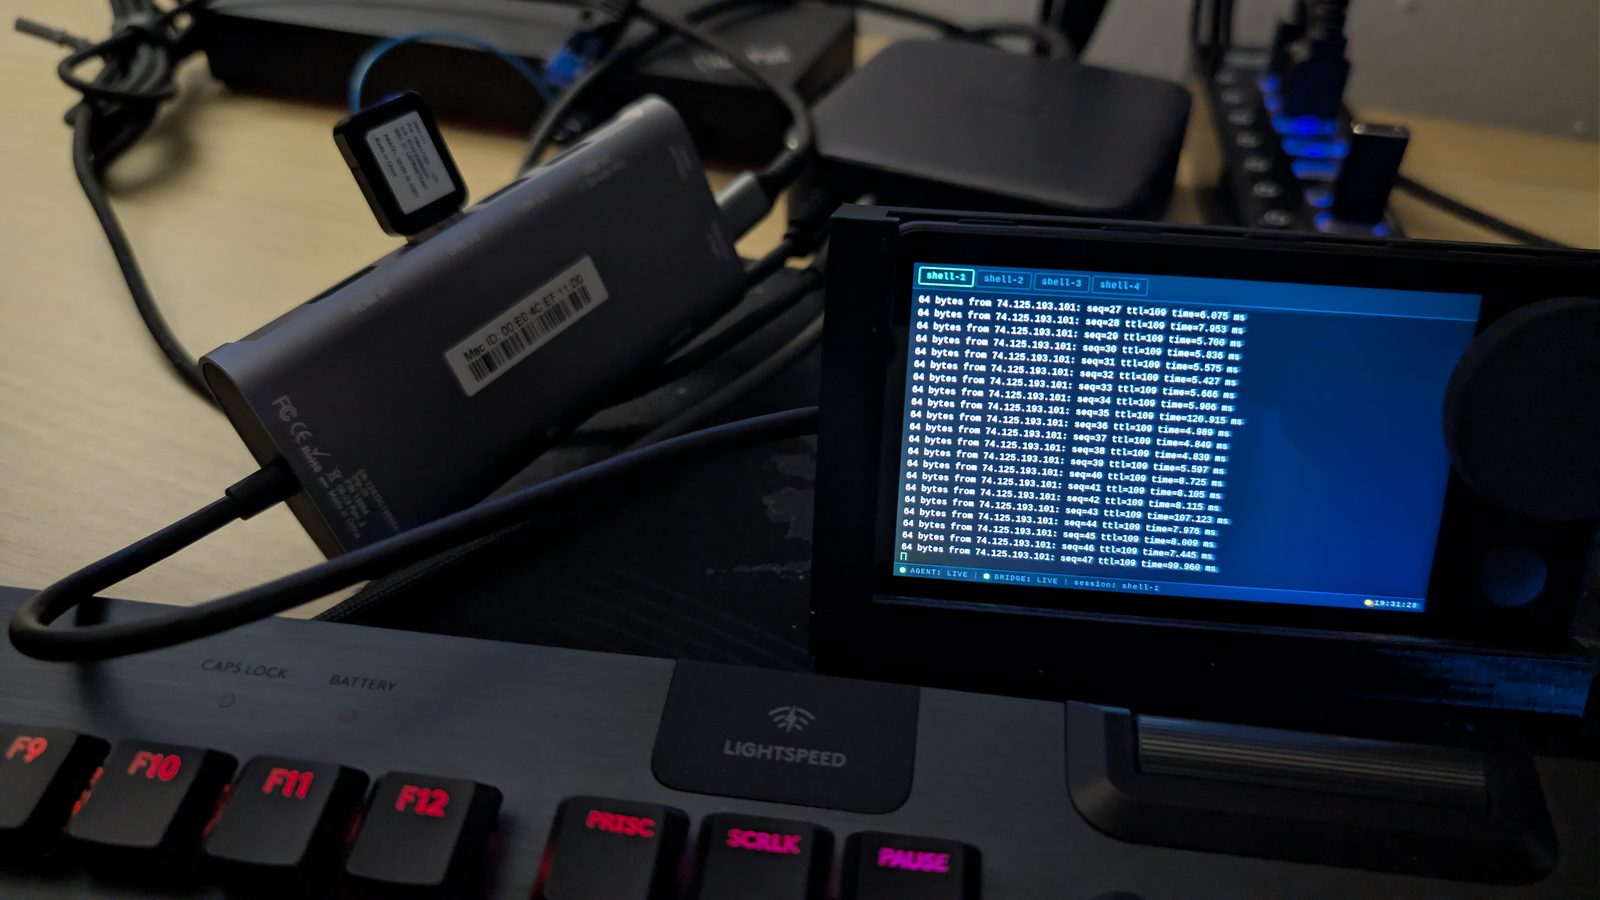 shell-1 shell-2 shell-3 shell-4
64 bytes from 74.125.193.101: seq=27 ttl=109 time=6.075 ms
64 bytes from 74.125.193.101: seq=28 ttl=109 time=7.953 ms
64 bytes from 74.125.193.101: seq=29 ttl=109 time=5.700 ms
64 bytes from 74.125.193.101: seq=30 ttl=109 time=5.836 ms
64 bytes from 74.125.193.101: seq=31 ttl=109 time=5.575 ms
64 bytes from 74.125.193.101: seq=32 ttl=109 time=5.427 ms
64 bytes from 74.125.193.101: seq=33 ttl=109 time=5.666 ms
64 bytes from 74.125.193.101: seq=34 ttl=109 time=5.906 ms
64 bytes from 74.125.193.101: seq=35 ttl=109 time=120.915 ms
64 bytes from 74.125.193.101: seq=36 ttl=109 time=4.989 ms
64 bytes from 74.125.193.101: seq=37 ttl=109 time=4.849 ms
64 bytes from 74.125.193.101: seq=38 ttl=109 time=4.839 ms
64 bytes from 74.125.193.101: seq=39 ttl=109 time=5.597 ms
64 bytes from 74.125.193.101: seq=40 ttl=109 time=8.725 ms
64 bytes from 74.125.193.101: seq=41 ttl=109 time=8.105 ms
64 bytes from 74.125.193.101: seq=42 ttl=109 time=8.115 ms
64 bytes from 74.125.193.101: seq=43 ttl=109 time=107.123 ms
64 bytes from 74.125.193.101: seq=44 ttl=109 time=7.976 ms
64 bytes from 74.125.193.101: seq=45 ttl=109 time=8.009 ms
64 bytes from 74.125.193.101: seq=46 ttl=109 time=7.445 ms
64 bytes from 74.125.193.101: seq=47 ttl=109 time=99.960 ms
AGENT: LIVE | BRIDGE: LIVE | session: shell-1
19:31:28
Mac ID: 00 E0 4C EF 11 D0
FC CE RoHS
Made in China
CAPS LOCK
BATTERY
LIGHTSPEED
F9
F10
F11
F12
PRTSC
SCRLK
PAUSE